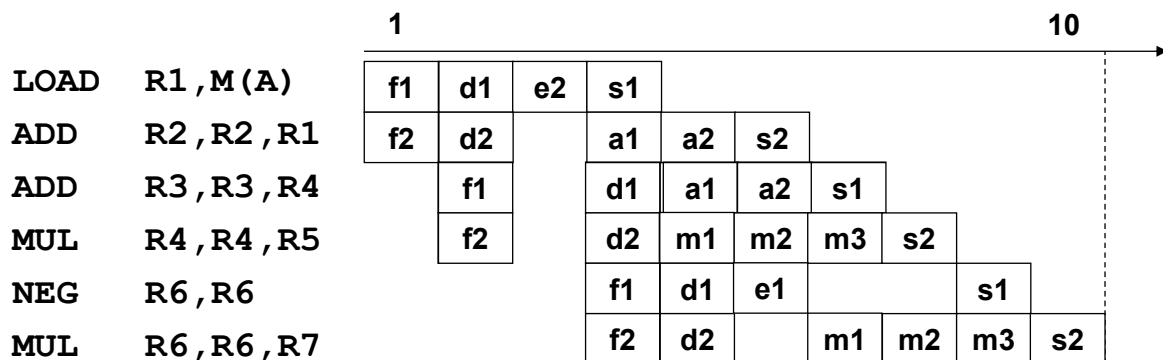 1 10
LOAD R1,M(A) f1 d1 e2 s1
ADD R2,R2,R1 f2 d2 a1 a2 s2
ADD R3,R3,R4 f1 d1 a1 a2 s1
MUL R4,R4,R5 f2 d2 m1 m2 m3 s2
NEG R6,R6 f1 d1 e1 s1
MUL R6,R6,R7 f2 d2 m1 m2 m3 s2